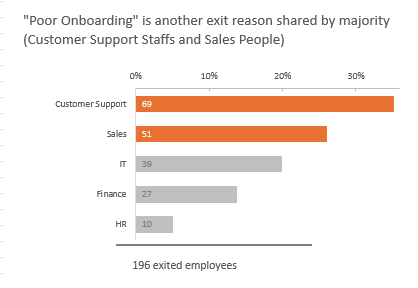 "Poor Onboarding" is another exit reason shared by majority
(Customer Support Staffs and Sales People)
0% 10% 20% 30%
Customer Support 69
Sales 51
IT 39
Finance 27
HR 10
196 exited employees